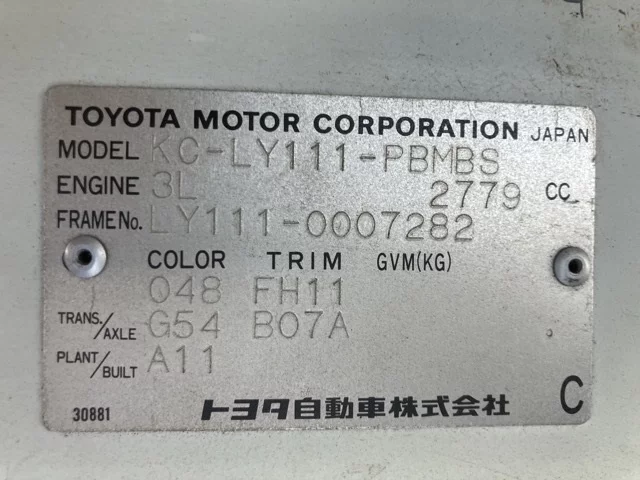 TOYOTA MOTOR CORPORATION JAPAN
MODEL KC-LY111-PBMBS
ENGINE 3L 2779 CC
FRAME No. LY111-0007282
COLOR TRIM GVM(KG)
048 FH11
TRANS./AXLE G54 B07A
PLANT/BUILT A11
30881 トヨタ自動車株式会社 C